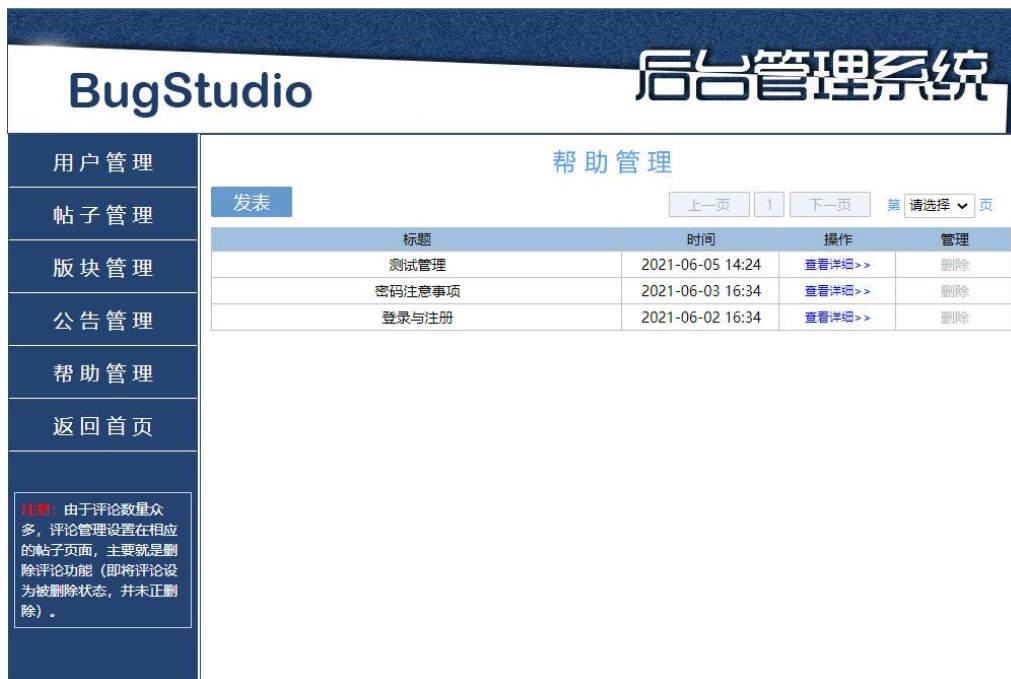 BugStudio
后台管理系统
用户管理
帖子管理
版块管理
公告管理
帮助管理
返回首页
注意：由于评论数量众
多，评论管理设置在相应
的帖子页面，主要就是删
除评论功能（即将评论设
为被删除状态，并未正删
除）。
帮助管理
发表
上一页 1 下一页 第 请选择 页
标题 时间 操作 管理
测试管理 2021-06-05 14:24 查看详细>> 删除
密码注意事项 2021-06-03 16:34 查看详细>> 删除
登录与注册 2021-06-02 16:34 查看详细>> 删除